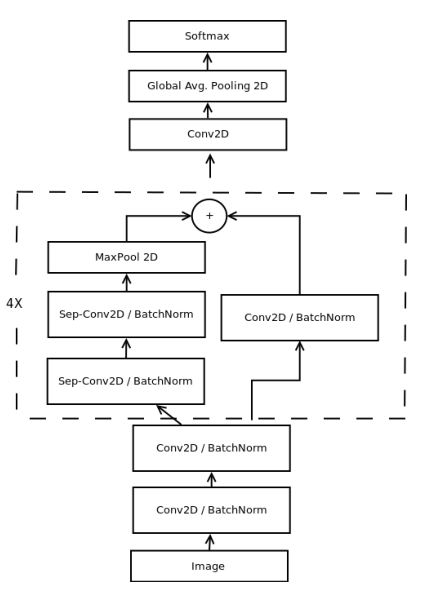 Softmax
Global Avg. Pooling 2D
Conv2D
+
MaxPool 2D
4X
Sep-Conv2D / BatchNorm
Conv2D / BatchNorm
Sep-Conv2D / BatchNorm
Conv2D / BatchNorm
Conv2D / BatchNorm
Image